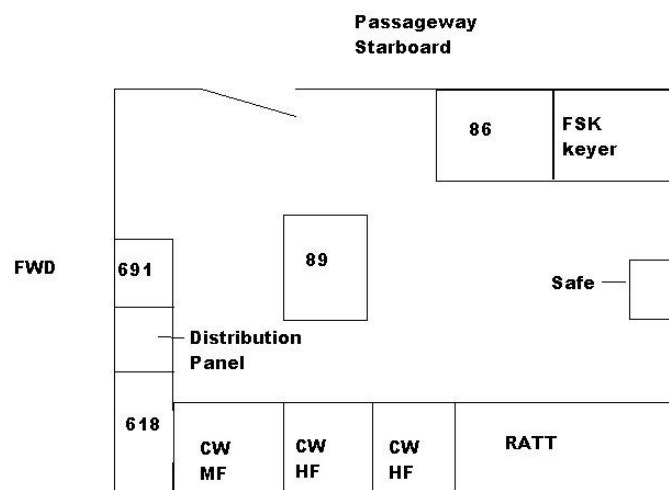 Passageway
Starboard
86
FSK
keyer
FWD
691
89
Safe
Distribution
Panel
618
CW
MF
CW
HF
CW
HF
RATT